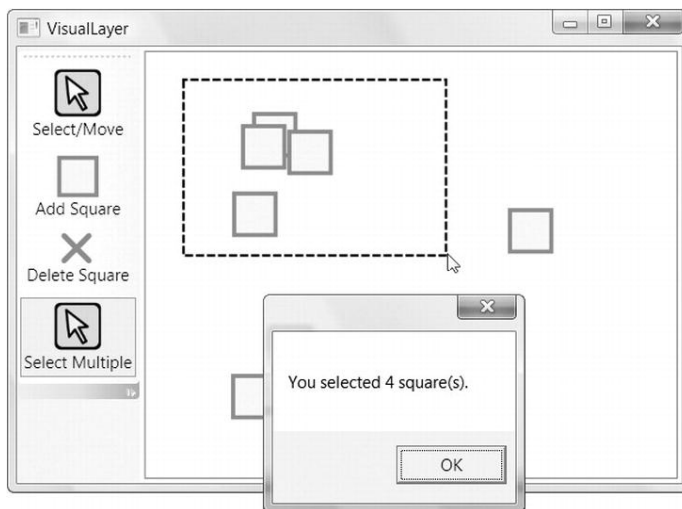 VisualLayer
Select/Move
Add Square
Delete Square
Select Multiple
You selected 4 square(s).
OK